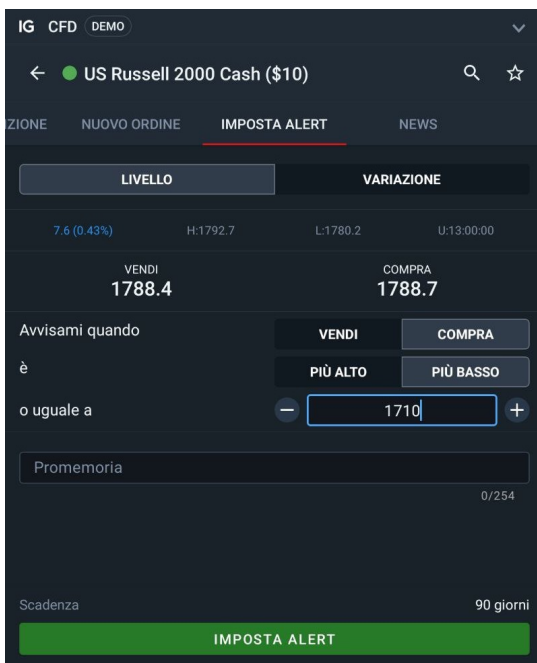 IG CFD DEMO
US Russell 2000 Cash ($10)
IZIONE NUOVO ORDINE IMPOSTA ALERT NEWS
LIVELLO VARIAZIONE
7.6 (0.43%) H:1792.7 L:1780.2 U:13:00:00
VENDI COMPRA
1788.4 1788.7
Avvisami quando VENDI COMPRA
è PIÙ ALTO PIÙ BASSO
o uguale a 1710
Promemoria
0/254
Scadenza 90 giorni
IMPOSTA ALERT